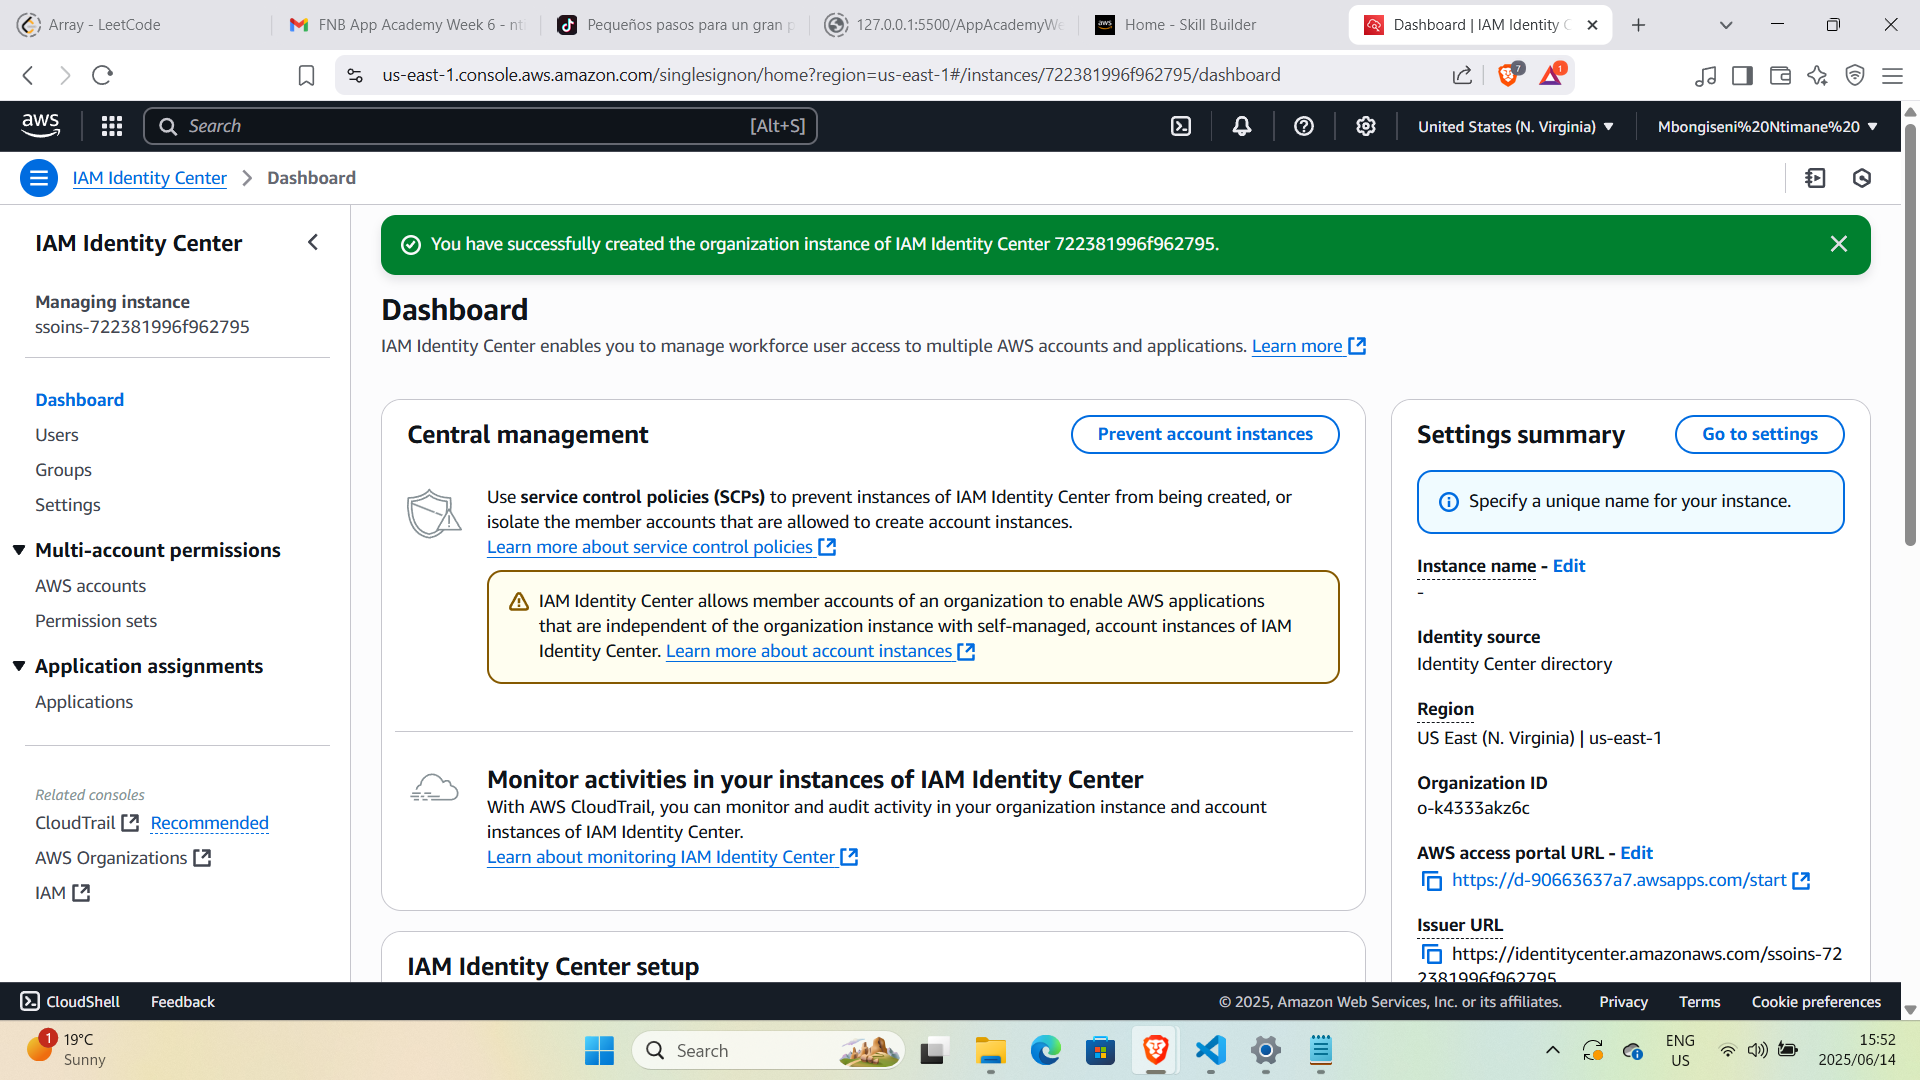 Array - LeetCode
FNB App Academy Week 6 - nti
Pequeños pasos para un gran p
127.0.0.1:5500/AppAcademyWe
aws
Home - Skill Builder
Dashboard | IAM Identity C
us-east-1.console.aws.amazon.com/singlesignon/home?region=us-east-1#/instances/722381996f962795/dashboard
7
1
aws
Search
[Alt+S]
United States (N. Virginia)
Mbongiseni%20Ntimane%20
IAM Identity Center
Dashboard
IAM Identity Center
Managing instance
ssoins-722381996f962795
Dashboard
Users
Groups
Settings
Multi-account permissions
AWS accounts
Permission sets
Application assignments
Applications
Related consoles
CloudTrail Recommended
AWS Organizations
IAM
You have successfully created the organization instance of IAM Identity Center 722381996f962795.
Dashboard
IAM Identity Center enables you to manage workforce user access to multiple AWS accounts and applications. Learn more
Central management
Prevent account instances
Use service control policies (SCPs) to prevent instances of IAM Identity Center from being created, or
isolate the member accounts that are allowed to create account instances.
Learn more about service control policies
IAM Identity Center allows member accounts of an organization to enable AWS applications
that are independent of the organization instance with self-managed, account instances of IAM
Identity Center. Learn more about account instances
Monitor activities in your instances of IAM Identity Center
With AWS CloudTrail, you can monitor and audit activity in your organization instance and account
instances of IAM Identity Center.
Learn about monitoring IAM Identity Center
IAM Identity Center setup
Settings summary
Go to settings
Specify a unique name for your instance.
Instance name - Edit
-
Identity source
Identity Center directory
Region
US East (N. Virginia) | us-east-1
Organization ID
o-k4333akz6c
AWS access portal URL - Edit
https://d-90663637a7.awsapps.com/start
Issuer URL
https://identitycenter.amazonaws.com/ssoins-72
2381996f962795
CloudShell
Feedback
© 2025, Amazon Web Services, Inc. or its affiliates.
Privacy
Terms
Cookie preferences
1
19°C
Sunny
Search
ENG
US
15:52
2025/06/14